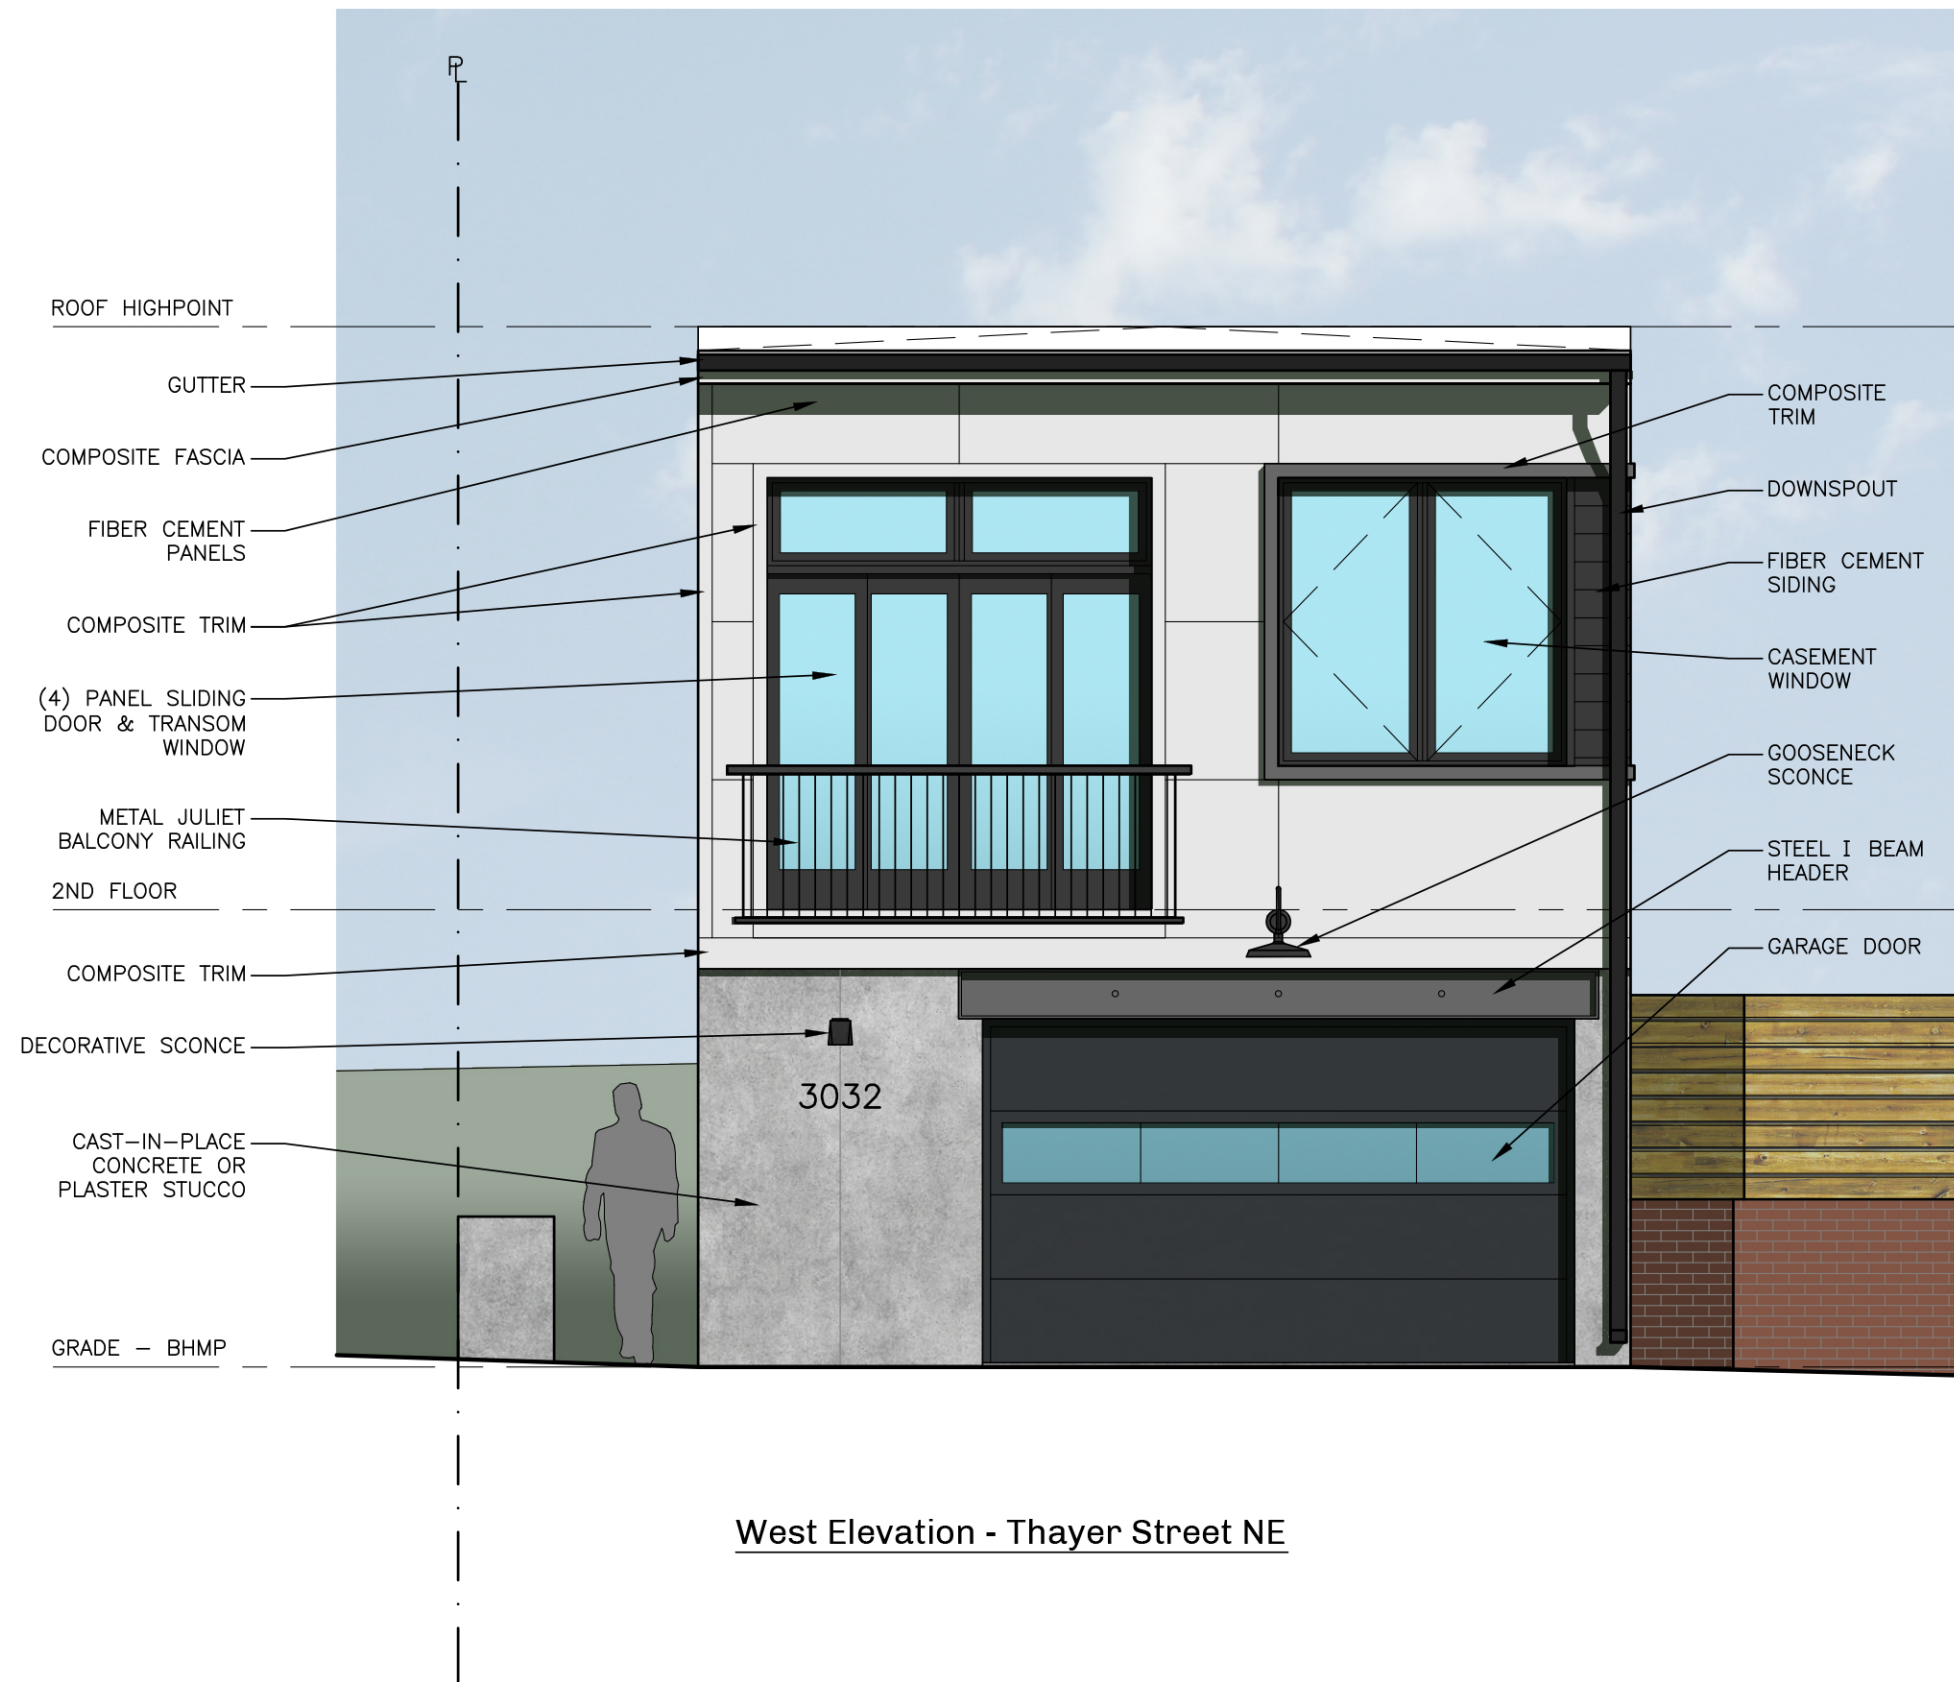 PL
ROOF HIGHPOINT
GUTTER
COMPOSITE FASCIA
FIBER CEMENT
PANELS
COMPOSITE TRIM
(4) PANEL SLIDING
DOOR & TRANSOM
WINDOW
METAL JULIET
BALCONY RAILING
2ND FLOOR
COMPOSITE TRIM
DECORATIVE SCONCE
CAST-IN-PLACE
CONCRETE OR
PLASTER STUCCO
GRADE - BHMP
3032
COMPOSITE
TRIM
DOWNSPOUT
FIBER CEMENT
SIDING
CASEMENT
WINDOW
GOOSENECK
SCONCE
STEEL I BEAM
HEADER
GARAGE DOOR
West Elevation - Thayer Street NE